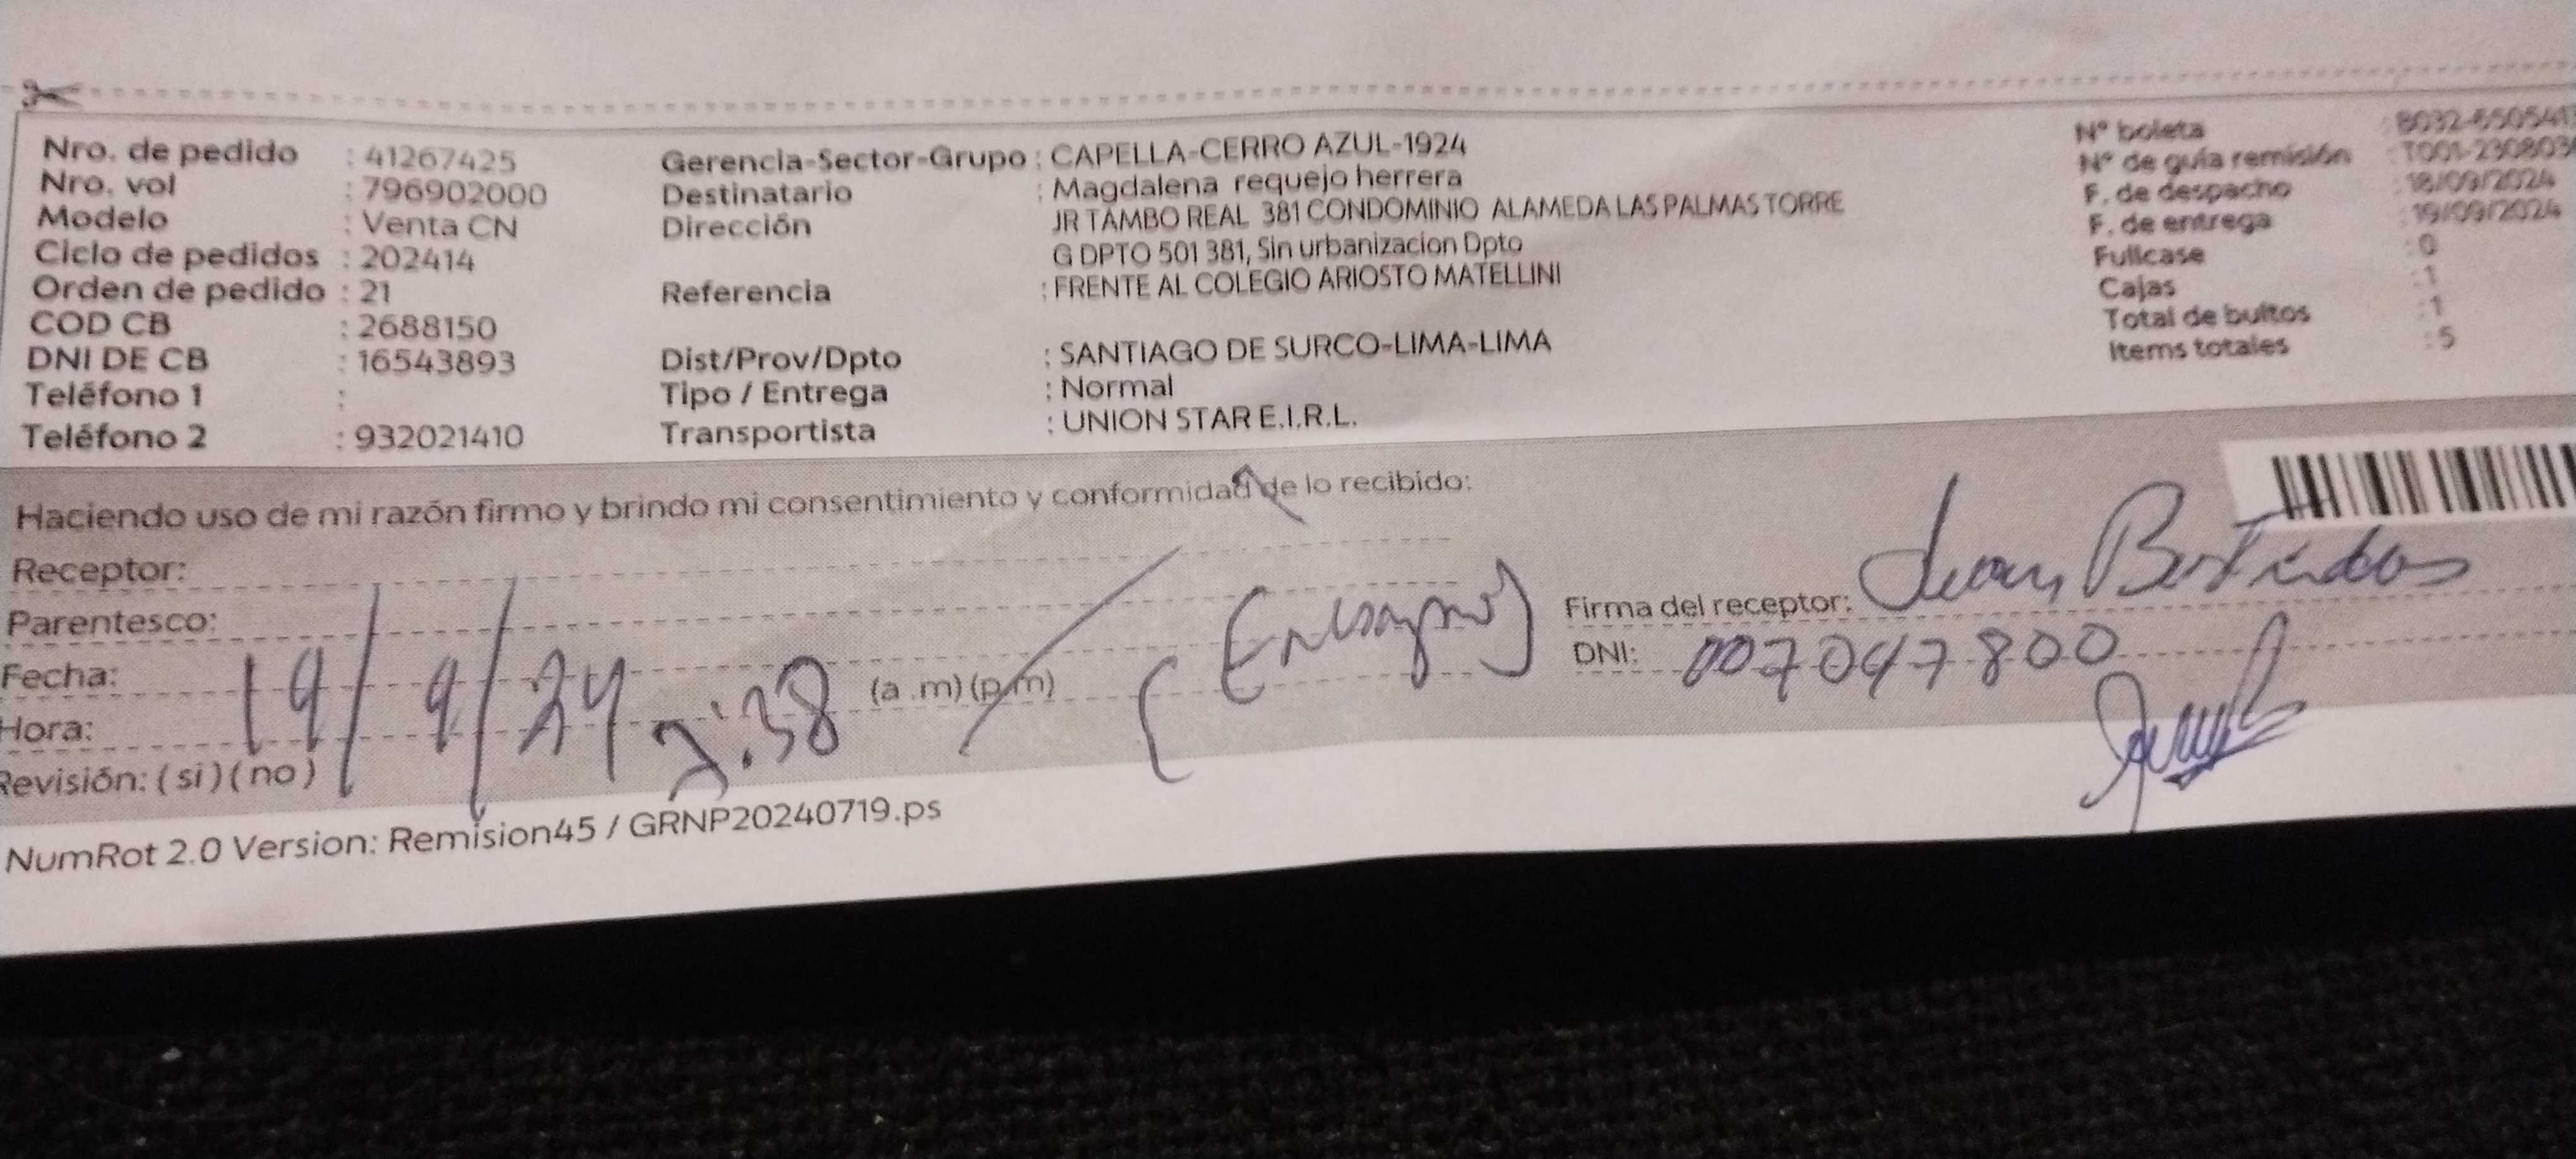 Nro. de pedido : 41267425
Nro. vol : 796902000
Modelo : Venta CN
Ciclo de pedidos : 202414
Orden de pedido : 21
COD CB : 2688150
DNI DE CB : 16543893
Teléfono 1 :
Teléfono 2 : 932021410
Gerencia-Sector-Grupo : CAPELLA-CERRO AZUL-1924
Destinatario : Magdalena requejo herrera
Dirección JR TAMBO REAL 381 CONDOMINIO ALAMEDA LAS PALMAS TORRE
G DPTO 501 381, Sin urbanizacion Dpto
Referencia : FRENTE AL COLEGIO ARIOSTO MATELLINI
Dist/Prov/Dpto : SANTIAGO DE SURCO-LIMA-LIMA
Tipo / Entrega : Normal
Transportista : UNION STAR E.I.R.L.
N° boleta
N° de guía remisión
F. de despacho : 18/09/2024
F. de entrega : 19/09/2024
Fullcase : 0
Cajas : 1
Total de bultos : 1
Items totales : 5
Haciendo uso de mi razón firmo y brindo mi consentimiento y conformidad de lo recibido:
Receptor:
Parentesco:
Fecha: 19/9/24
Hora: 2:38 (a .m) (p.m)
Revisión: (si) (no)
Firma del receptor: Juan
DNI: 007047800
NumRot 2.0 Version: Remision45 / GRNP20240719.ps